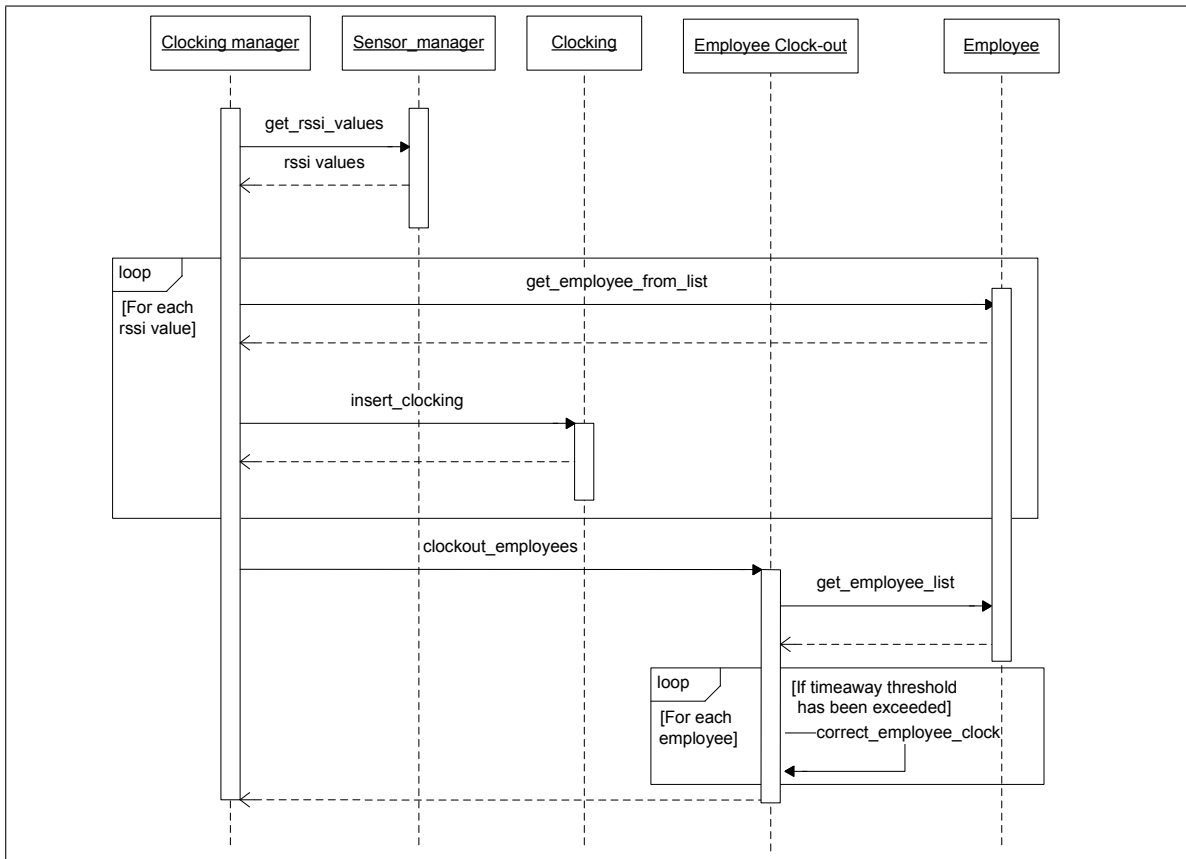 Clocking manager
Sensor_manager
Clocking
Employee Clock-out
Employee
get_rssi_values
rssi values
loop
[For each
rssi value]
get_employee_from_list
insert_clocking
clockout_employees
get_employee_list
loop
[For each
employee]
[If timeaway threshold
has been exceeded]
correct_employee_clock